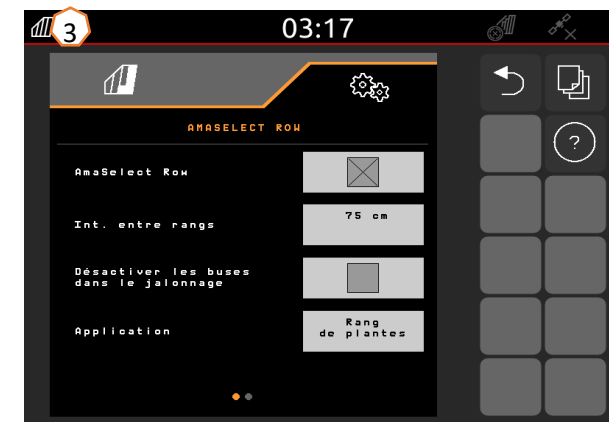 3
03:17
AMASELECT ROW
AmaSelect Row
Int. entre rangs
75 cm
Désactiver les buses
dans le jalonnage
Application
Rang
de plantes
?